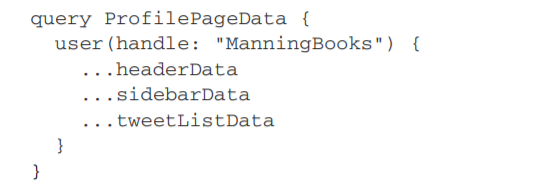 query ProfilePageData {
  user(handle: "ManningBooks") {
    ...headerData
    ...sidebarData
    ...tweetListData
  }
}